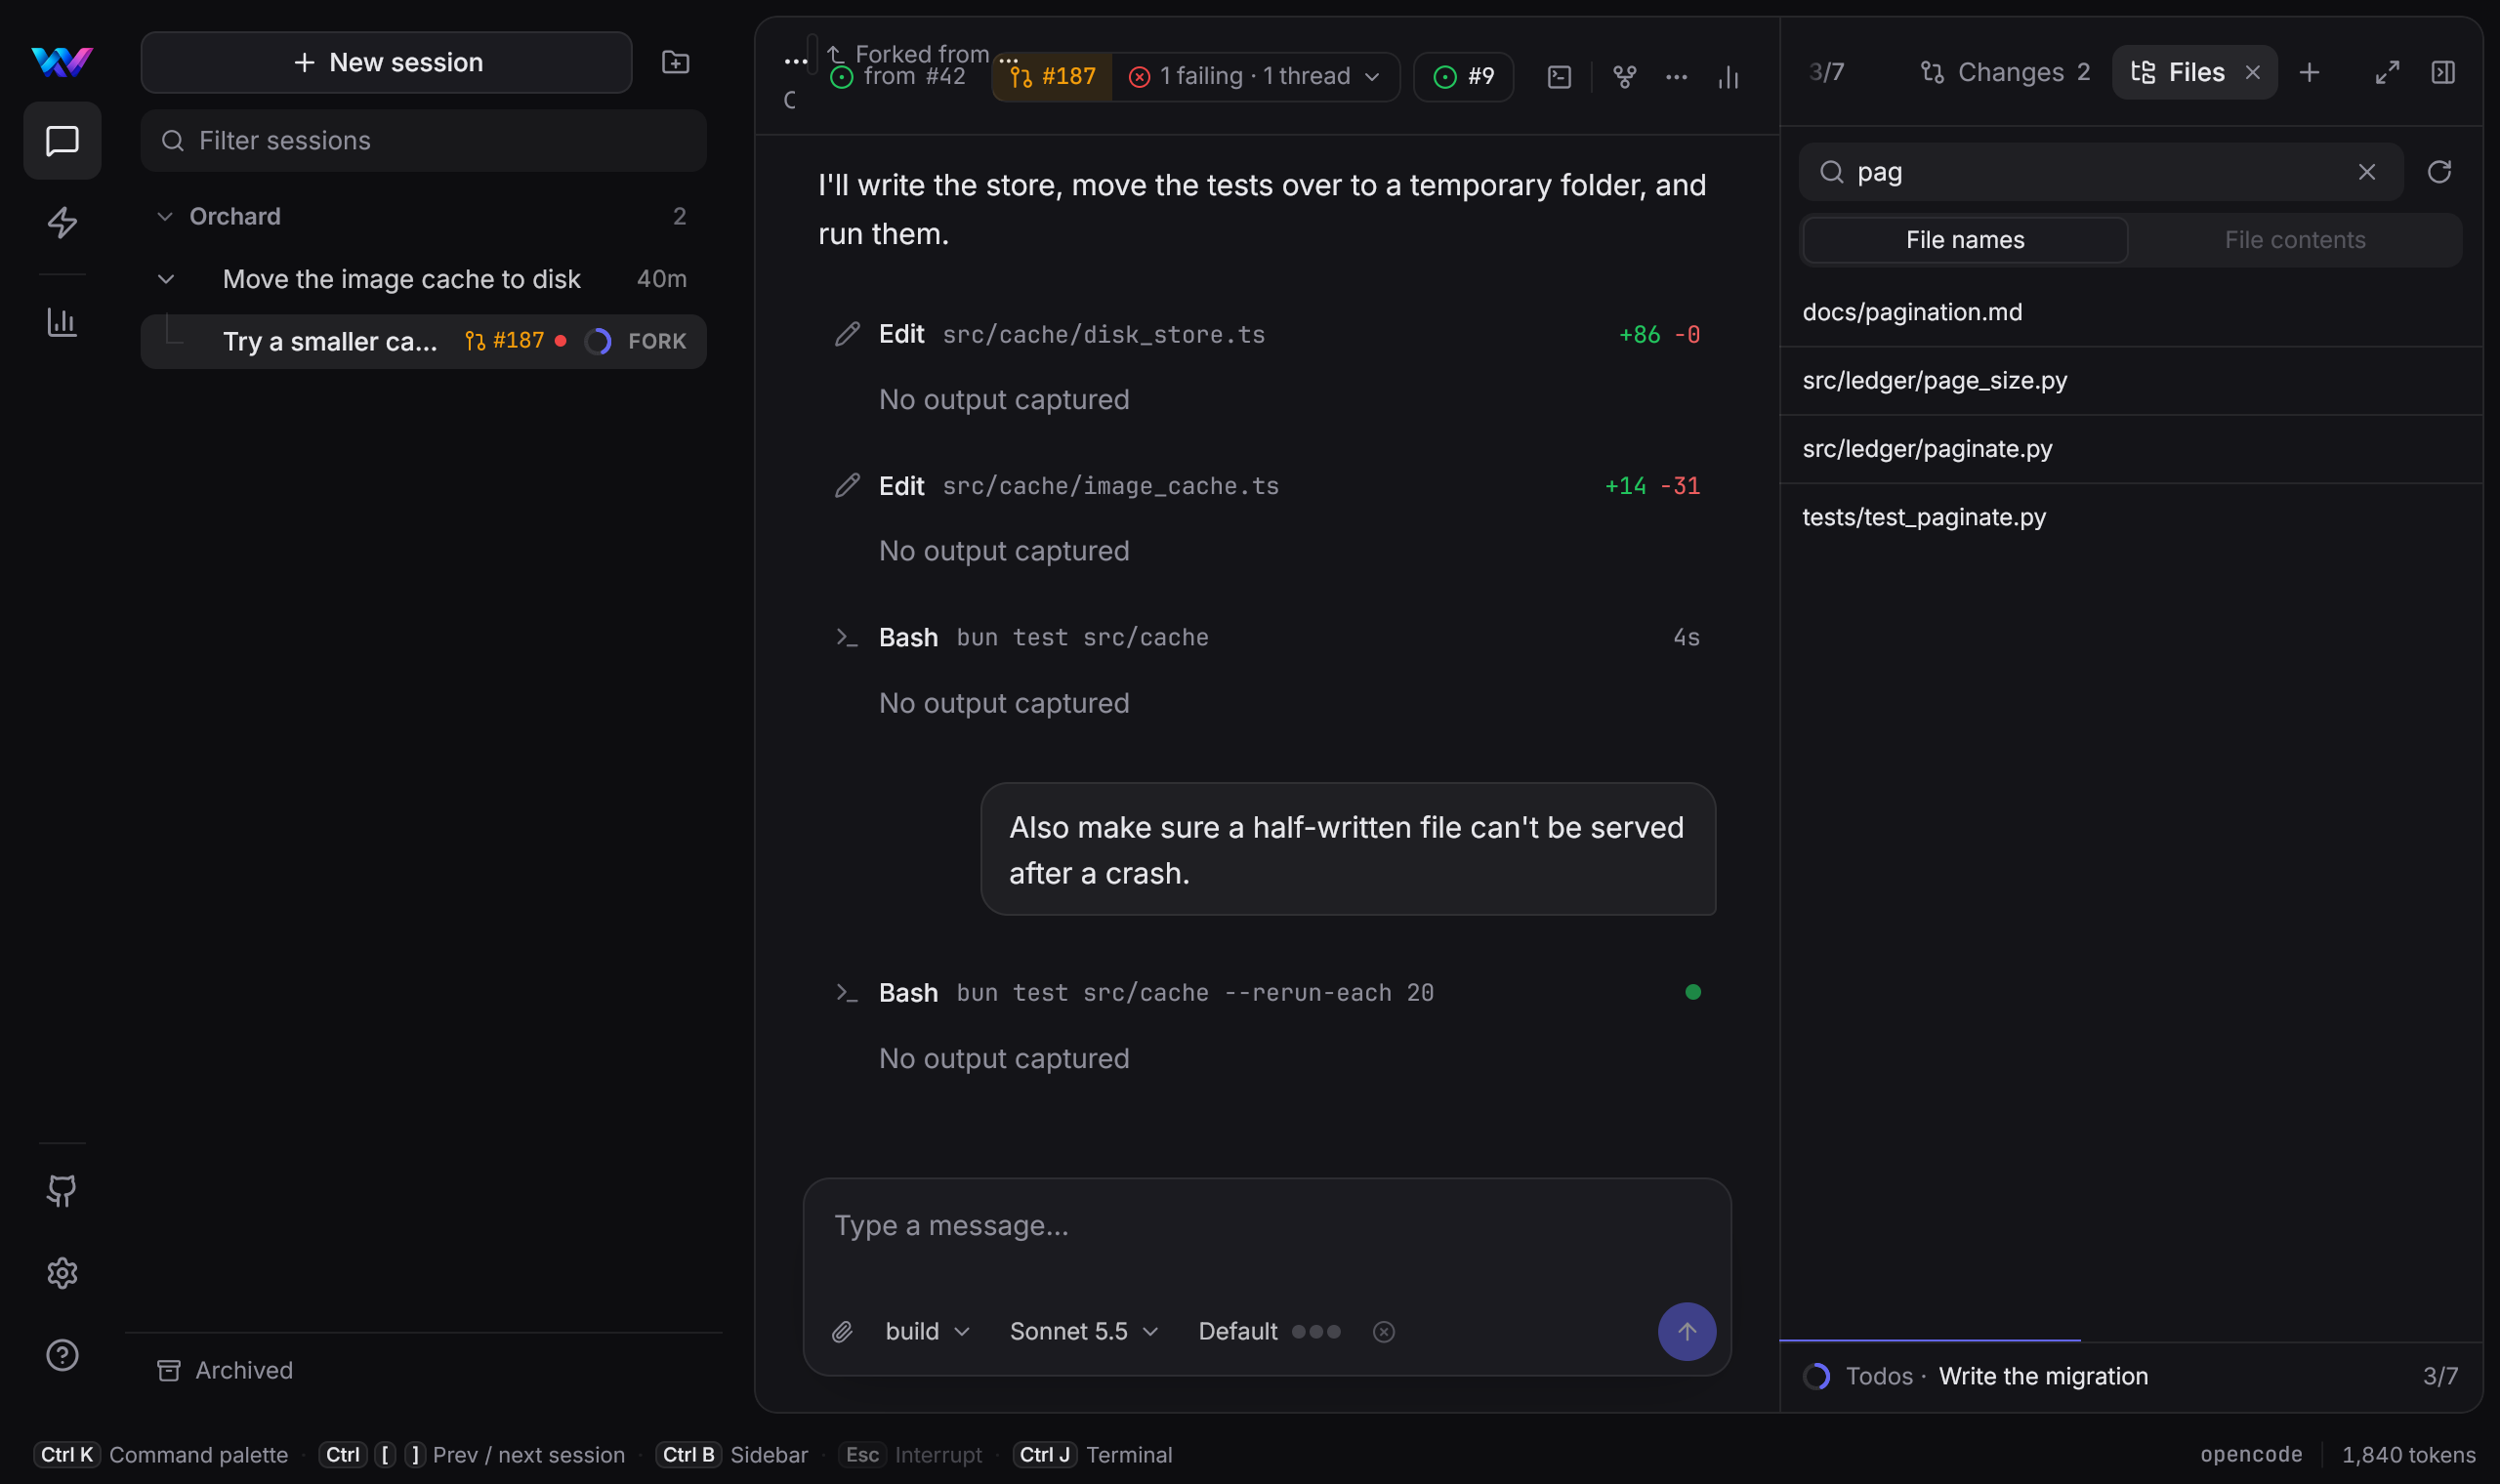 New session
Filter sessions
Orchard 2
Move the image cache to disk 40m
Try a smaller ca... #187 FORK
Archived
... Forked from ...
from #42 #187 1 failing · 1 thread #9
I'll write the store, move the tests over to a temporary folder, and
run them.
Edit src/cache/disk_store.ts +86 -0
No output captured
Edit src/cache/image_cache.ts +14 -31
No output captured
Bash bun test src/cache 4s
No output captured
Also make sure a half-written file can't be served
after a crash.
Bash bun test src/cache --rerun-each 20
No output captured
Type a message...
build Sonnet 5.5 Default
3/7 Changes 2 Files
pag
File names File contents
docs/pagination.md
src/ledger/page_size.py
src/ledger/paginate.py
tests/test_paginate.py
Todos · Write the migration 3/7
Ctrl K Command palette · Ctrl [ ] Prev / next session · Ctrl B Sidebar · Esc Interrupt · Ctrl J Terminal
opencode 1,840 tokens